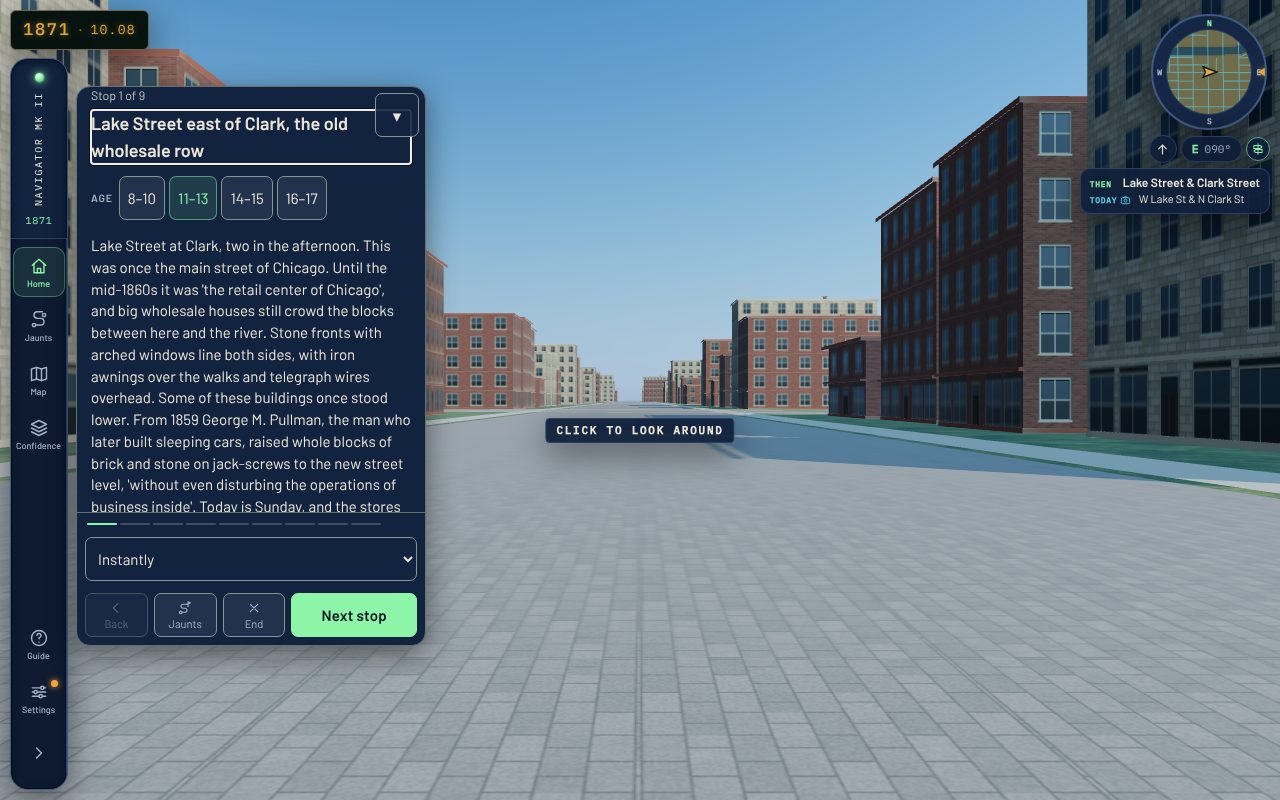 1871 · 10.08
NAVIGATOR MK II
1871
Home
Jaunts
Map
Confidence
Guide
Settings
Stop 1 of 9
Lake Street east of Clark, the old
wholesale row
▼
AGE 8–10 11–13 14–15 16–17
Lake Street at Clark, two in the afternoon. This
was once the main street of Chicago. Until the
mid-1860s it was 'the retail center of Chicago',
and big wholesale houses still crowd the blocks
between here and the river. Stone fronts with
arched windows line both sides, with iron
awnings over the walks and telegraph wires
overhead. Some of these buildings once stood
lower. From 1859 George M. Pullman, the man who
later built sleeping cars, raised whole blocks of
brick and stone on jack-screws to the new street
level, 'without even disturbing the operations of
business inside'. Today is Sunday, and the stores
Instantly
Back
Jaunts
End
Next stop
CLICK TO LOOK AROUND
N
W
S
E 090°
THEN Lake Street & Clark Street
TODAY W Lake St & N Clark St